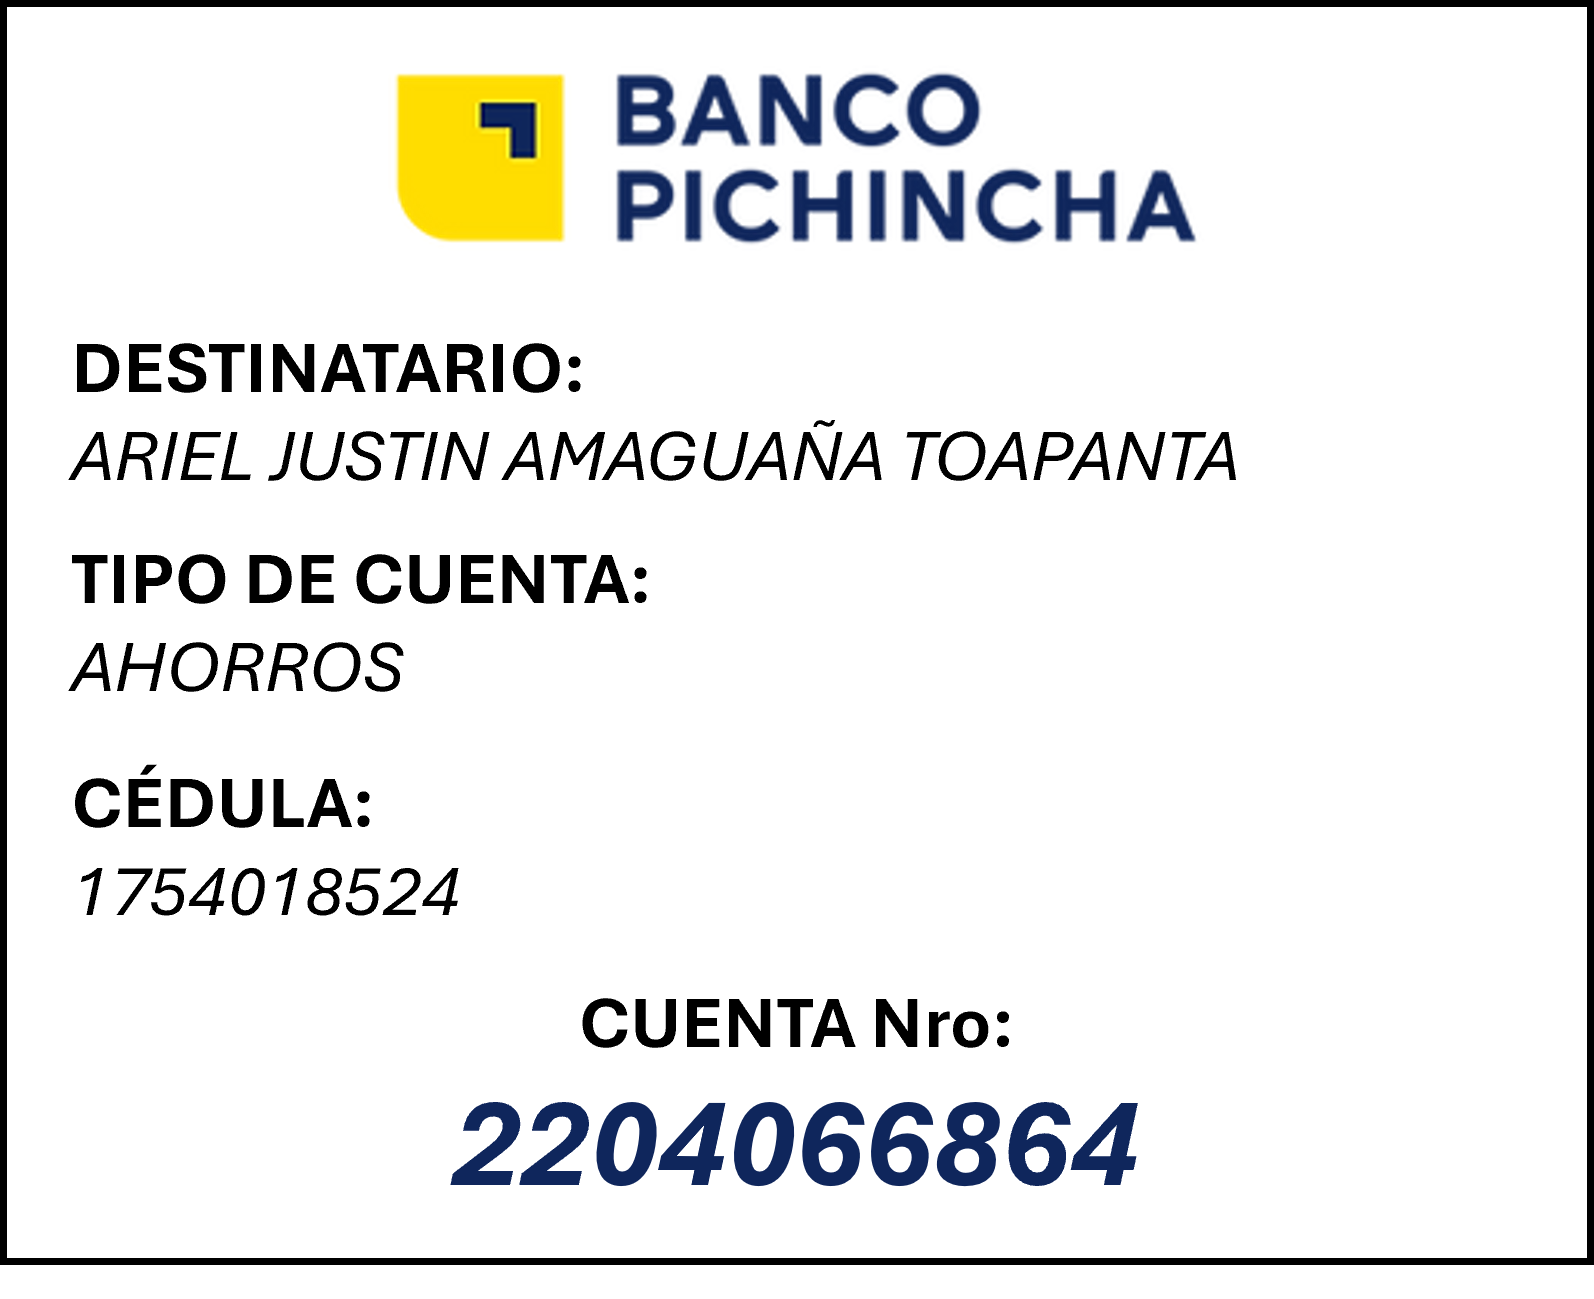 BANCO
PICHINCHA
DESTINATARIO:
ARIEL JUSTIN AMAGUAÑA TOAPANTA
TIPO DE CUENTA:
AHORROS
CÉDULA:
1754018524
CUENTA Nro:
2204066864